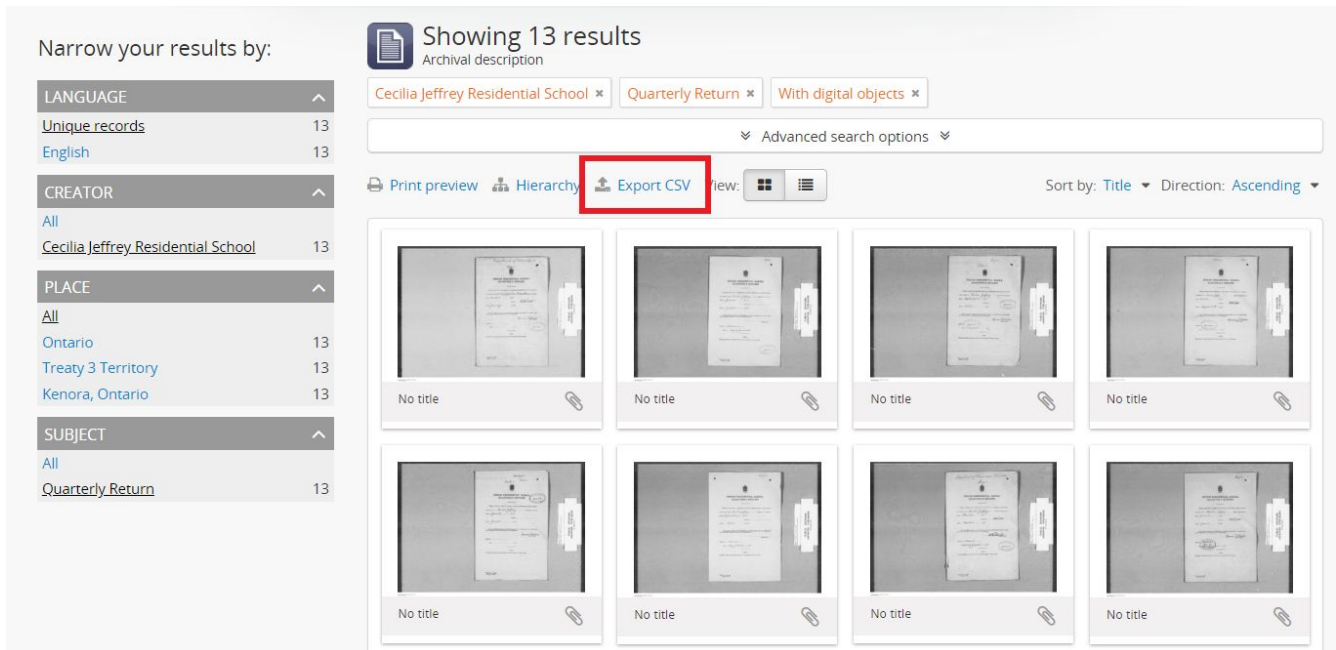 Narrow your results by:
LANGUAGE
Unique records 13
English 13
CREATOR
All
Cecilia Jeffrey Residential School 13
PLACE
All
Ontario 13
Treaty 3 Territory 13
Kenora, Ontario 13
SUBJECT
All
Quarterly Return 13
Showing 13 results
Archival description
Cecilia Jeffrey Residential School × Quarterly Return × With digital objects ×
Advanced search options
Print preview Hierarchy Export CSV View: Sort by: Title Direction: Ascending
No title No title No title No title
No title No title No title No title